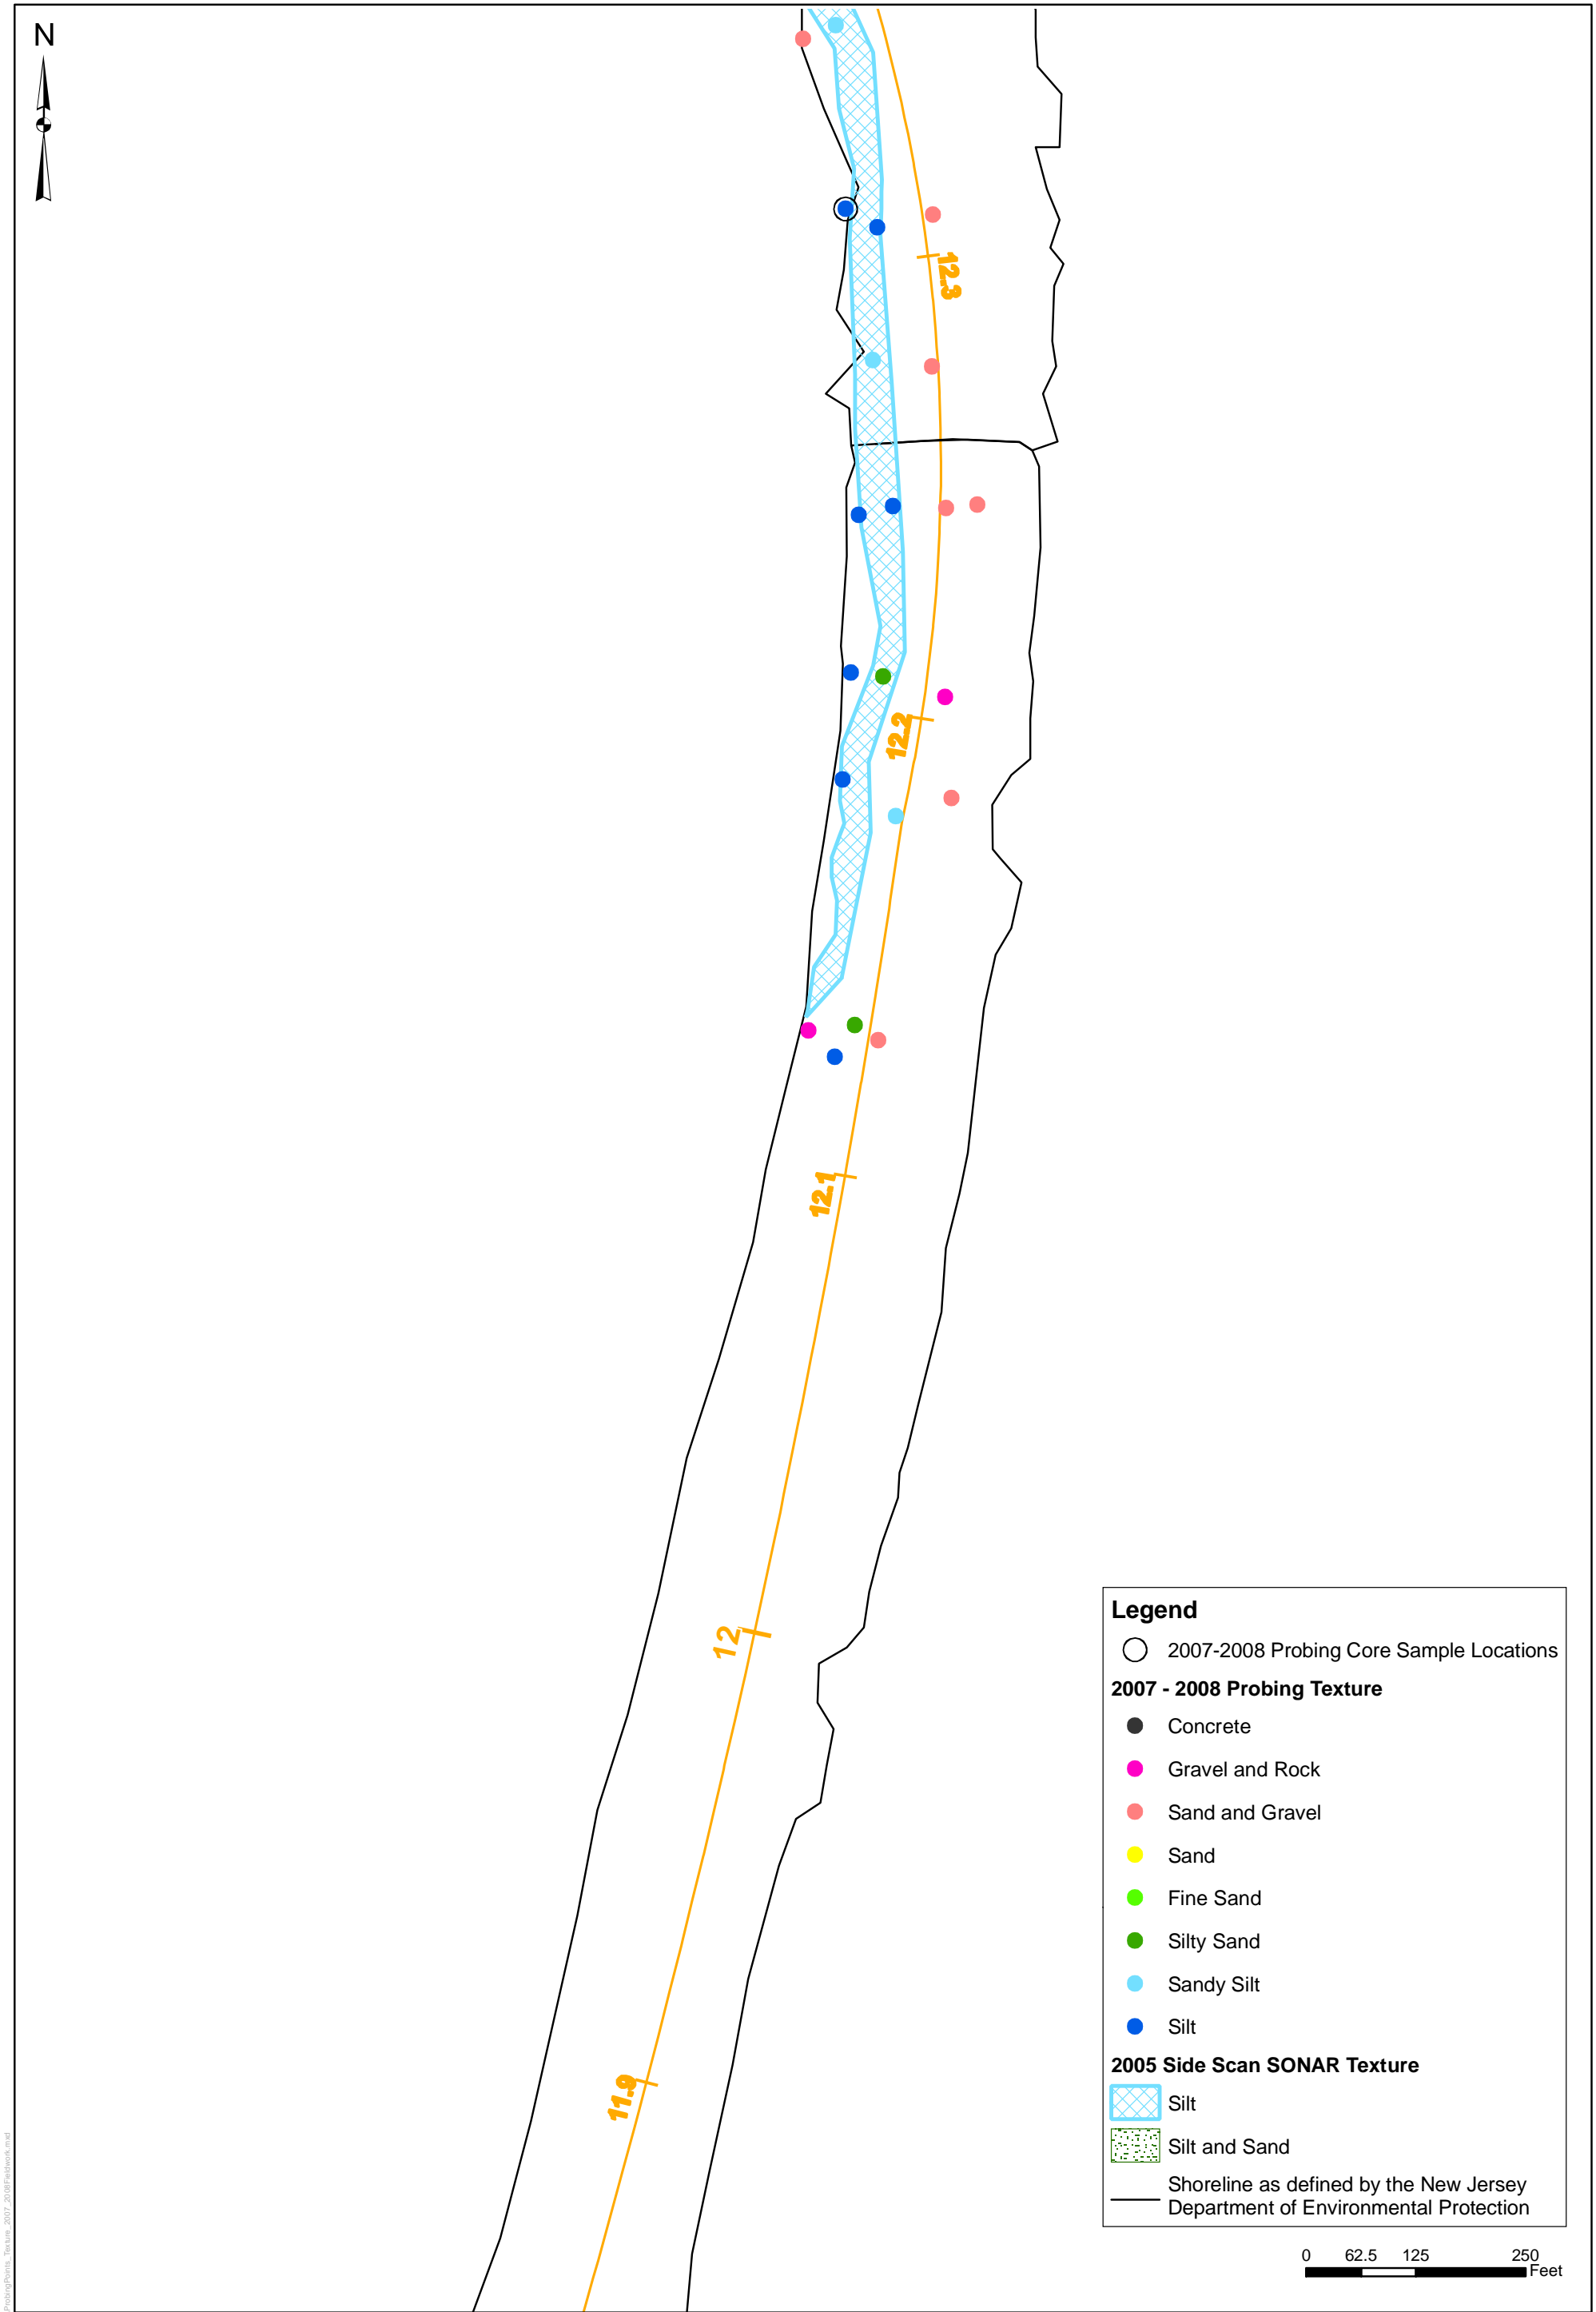 N
12.3
12.2
12.1
12
11.9
Legend
2007-2008 Probing Core Sample Locations
2007 - 2008 Probing Texture
Concrete
Gravel and Rock
Sand and Gravel
Sand
Fine Sand
Silty Sand
Sandy Silt
Silt
2005 Side Scan SONAR Texture
Silt
Silt and Sand
Shoreline as defined by the New Jersey
Department of Environmental Protection
0 62.5 125 250
Feet
ProbingPoints_Texture_2007_2008Fieldwork.mxd